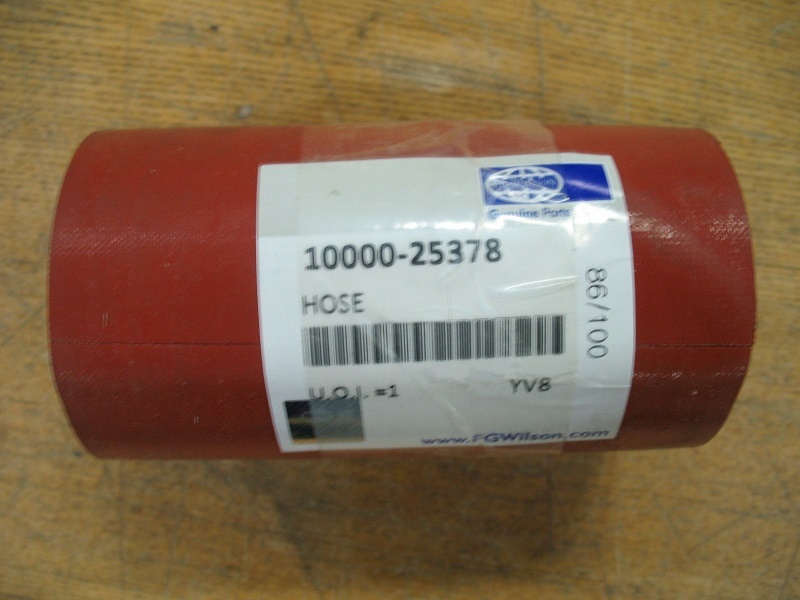 Genuine Parts
10000-25378
HOSE
86/100
U.O.I. =1
YV8
www.FGWilson.com